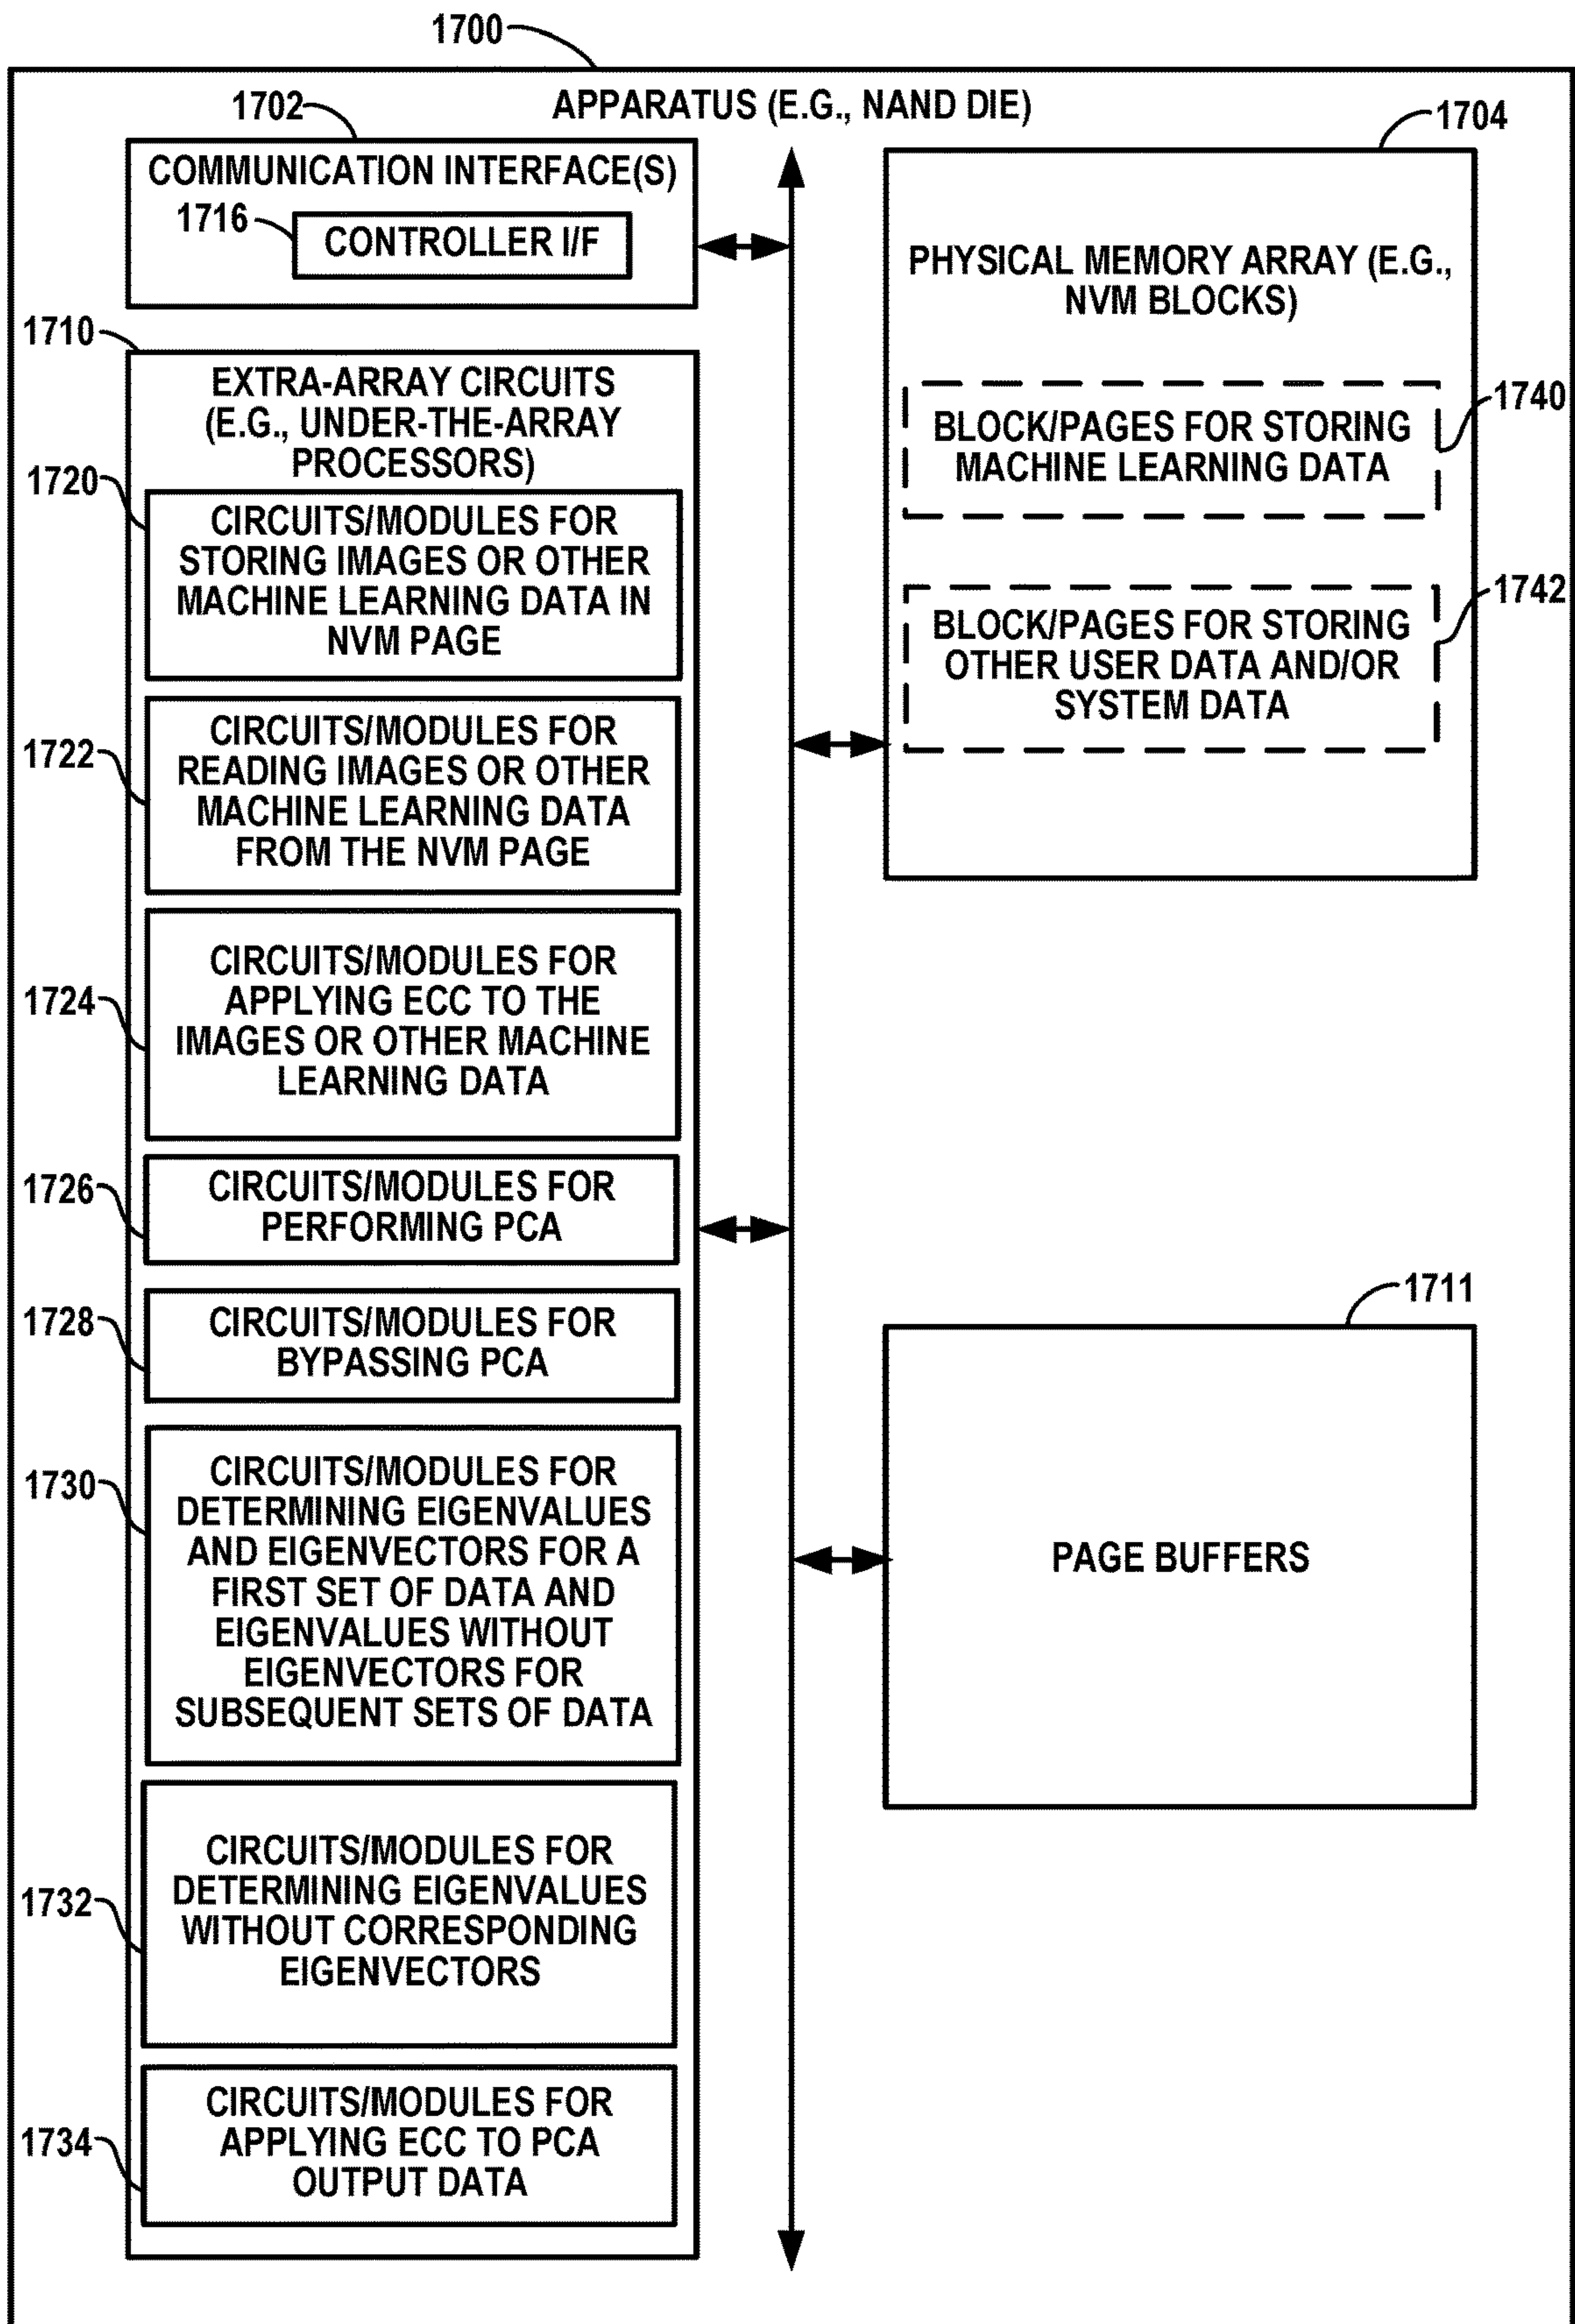 1700
APPARATUS (E.G., NAND DIE)
1702
COMMUNICATION INTERFACE(S)
1716
CONTROLLER I/F
1710
EXTRA-ARRAY CIRCUITS
(E.G., UNDER-THE-ARRAY
PROCESSORS)
1720
CIRCUITS/MODULES FOR
STORING IMAGES OR OTHER
MACHINE LEARNING DATA IN
NVM PAGE
1722
CIRCUITS/MODULES FOR
READING IMAGES OR OTHER
MACHINE LEARNING DATA
FROM THE NVM PAGE
1724
CIRCUITS/MODULES FOR
APPLYING ECC TO THE
IMAGES OR OTHER MACHINE
LEARNING DATA
1726
CIRCUITS/MODULES FOR
PERFORMING PCA
1728
CIRCUITS/MODULES FOR
BYPASSING PCA
1730
CIRCUITS/MODULES FOR
DETERMINING EIGENVALUES
AND EIGENVECTORS FOR A
FIRST SET OF DATA AND
EIGENVALUES WITHOUT
EIGENVECTORS FOR
SUBSEQUENT SETS OF DATA
1732
CIRCUITS/MODULES FOR
DETERMINING EIGENVALUES
WITHOUT CORRESPONDING
EIGENVECTORS
1734
CIRCUITS/MODULES FOR
APPLYING ECC TO PCA
OUTPUT DATA
1704
PHYSICAL MEMORY ARRAY (E.G.,
NVM BLOCKS)
1740
BLOCK/PAGES FOR STORING
MACHINE LEARNING DATA
1742
BLOCK/PAGES FOR STORING
OTHER USER DATA AND/OR
SYSTEM DATA
1711
PAGE BUFFERS